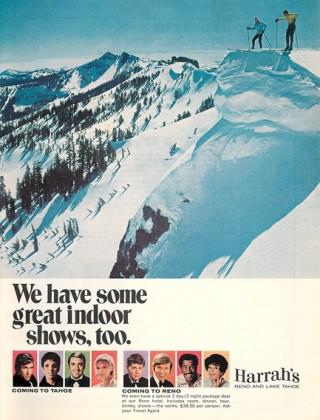 We have some
great indoor
shows, too.
COMING TO TAHOE
COMING TO RENO
We even have a special 3 day/2 night package deal
at our Reno hotel. Includes room, dinner, tour,
drinks, shows—the works. $38.50 per person. Ask
your Travel Agent.
Harrah's
RENO AND LAKE TAHOE